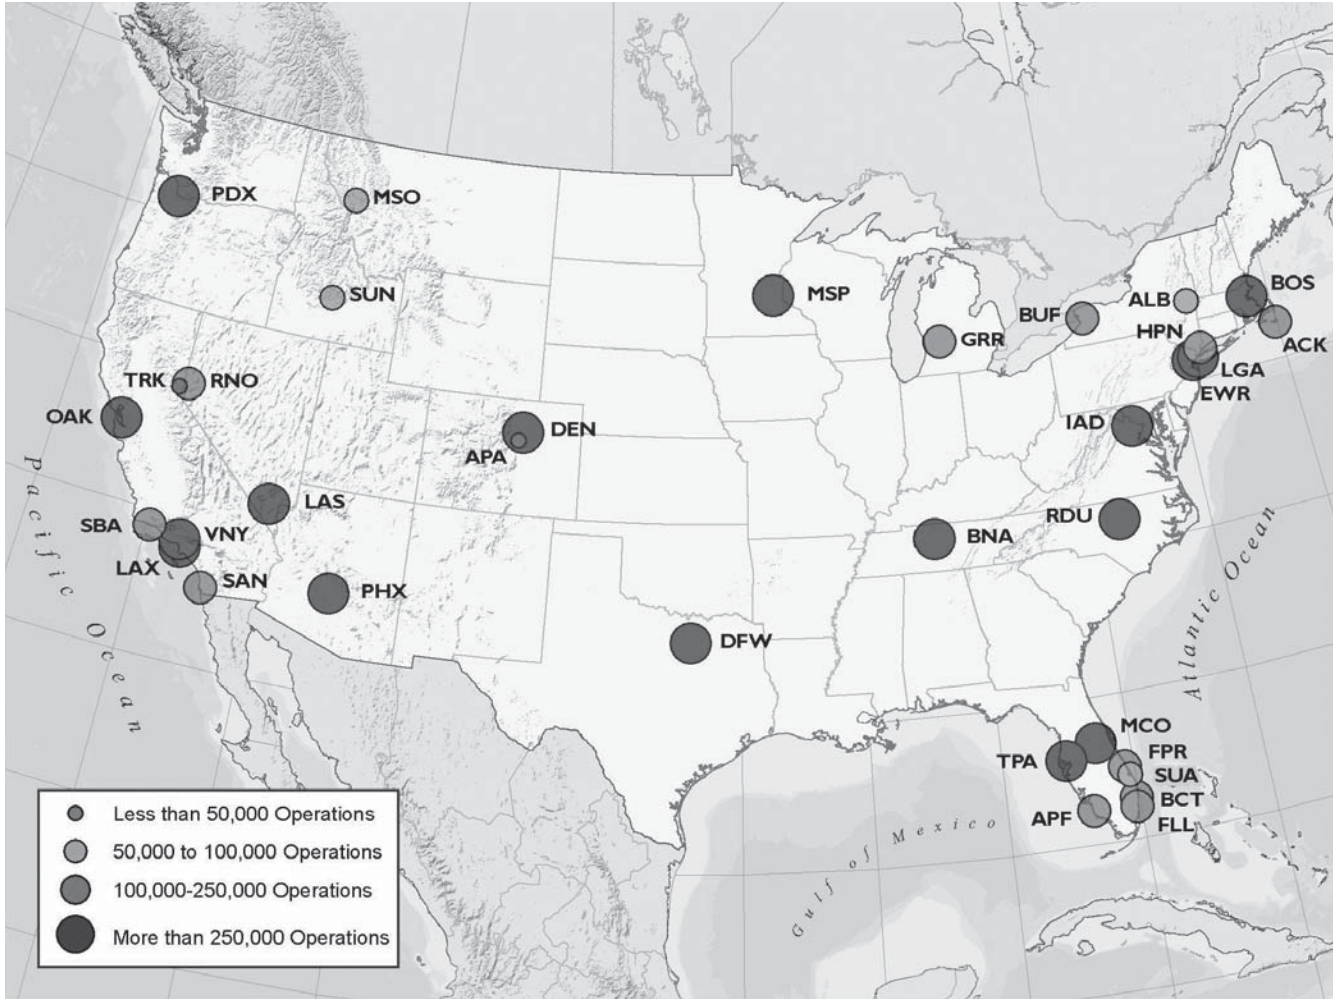 PDX
MSO
SUN
MSP
GRR
BUF
ALB
BOS
HPN
ACK
LGA
EWR
TRK
RNO
OAK
DEN
APA
IAD
LAS
SBA
VNY
LAX
SAN
PHX
RDU
BNA
DFW
MCO
TPA
FPR
SUA
BCT
APF
FLL
Pacific Ocean
Atlantic Ocean
Gulf of Mexico
Less than 50,000 Operations
50,000 to 100,000 Operations
100,000-250,000 Operations
More than 250,000 Operations